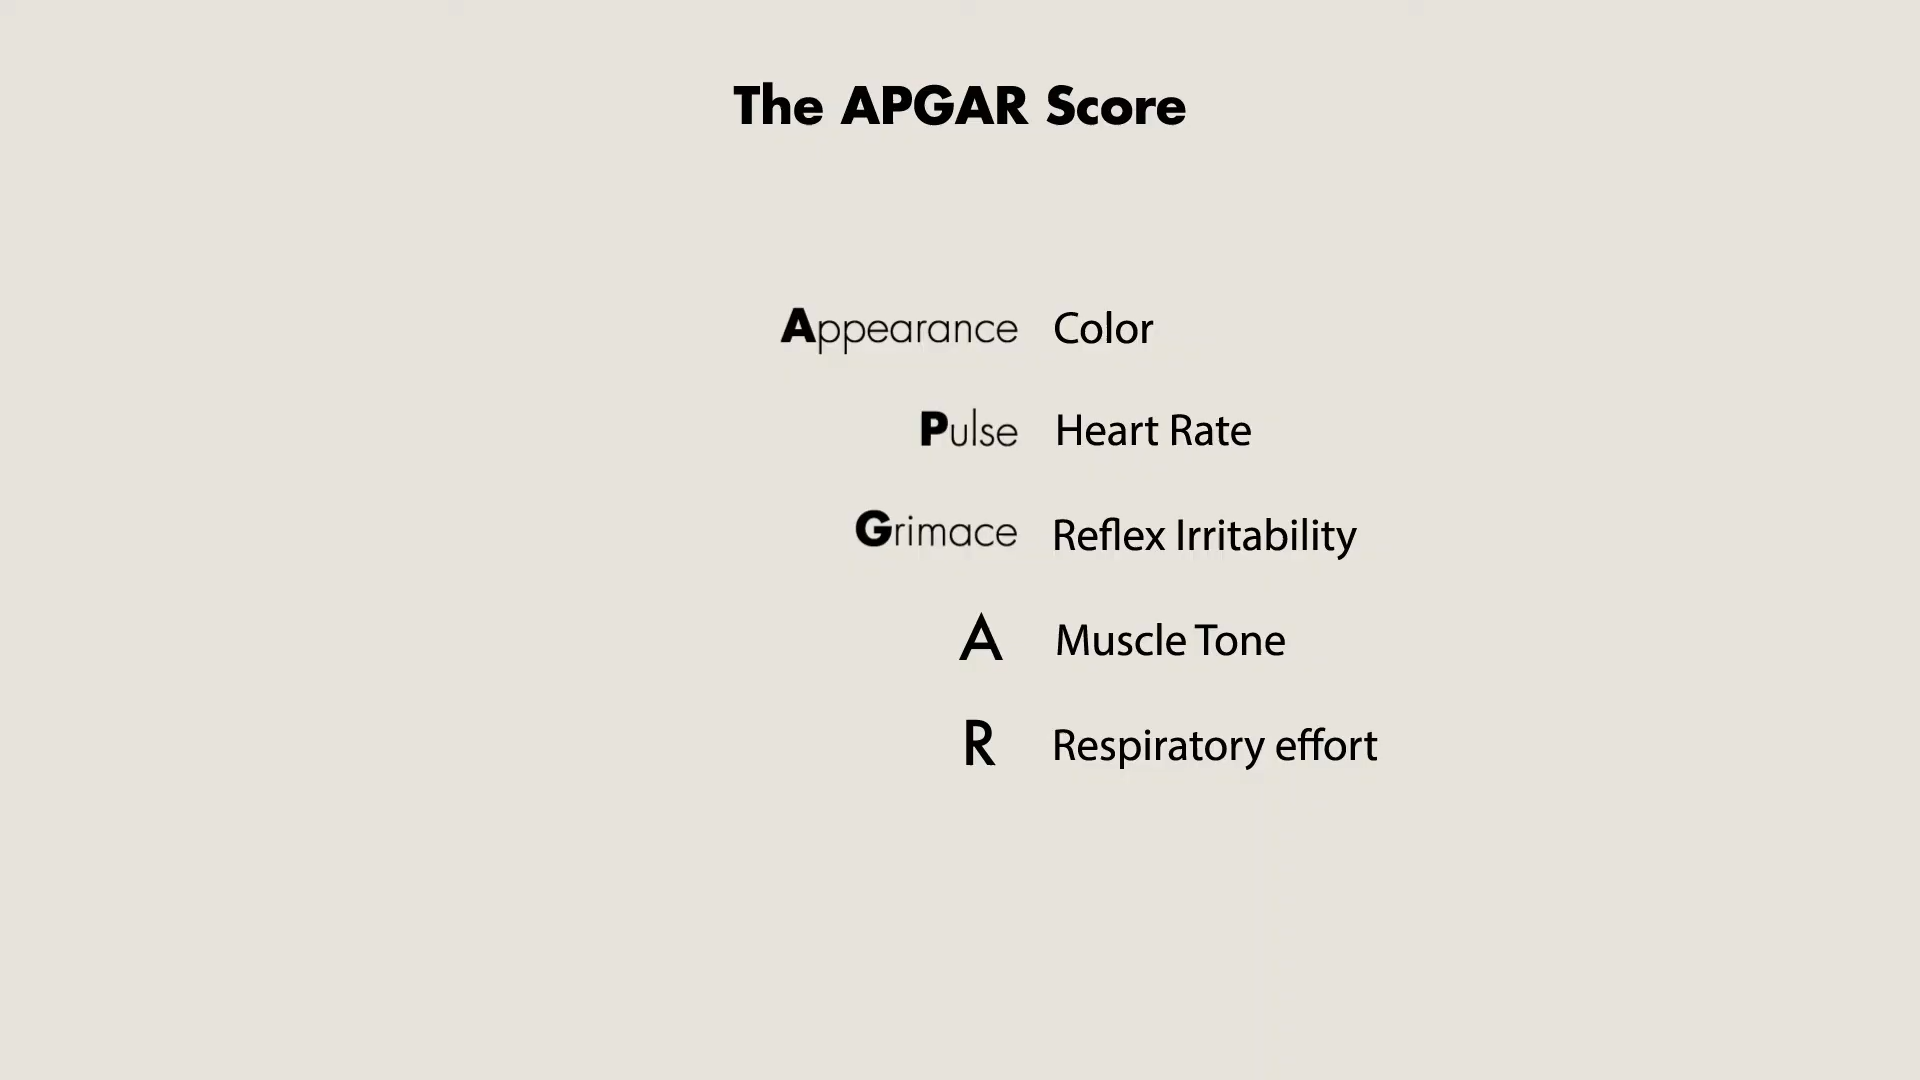 The APGAR Score
Appearance Color
Pulse Heart Rate
Grimace Reflex Irritability
A Muscle Tone
R Respiratory effort